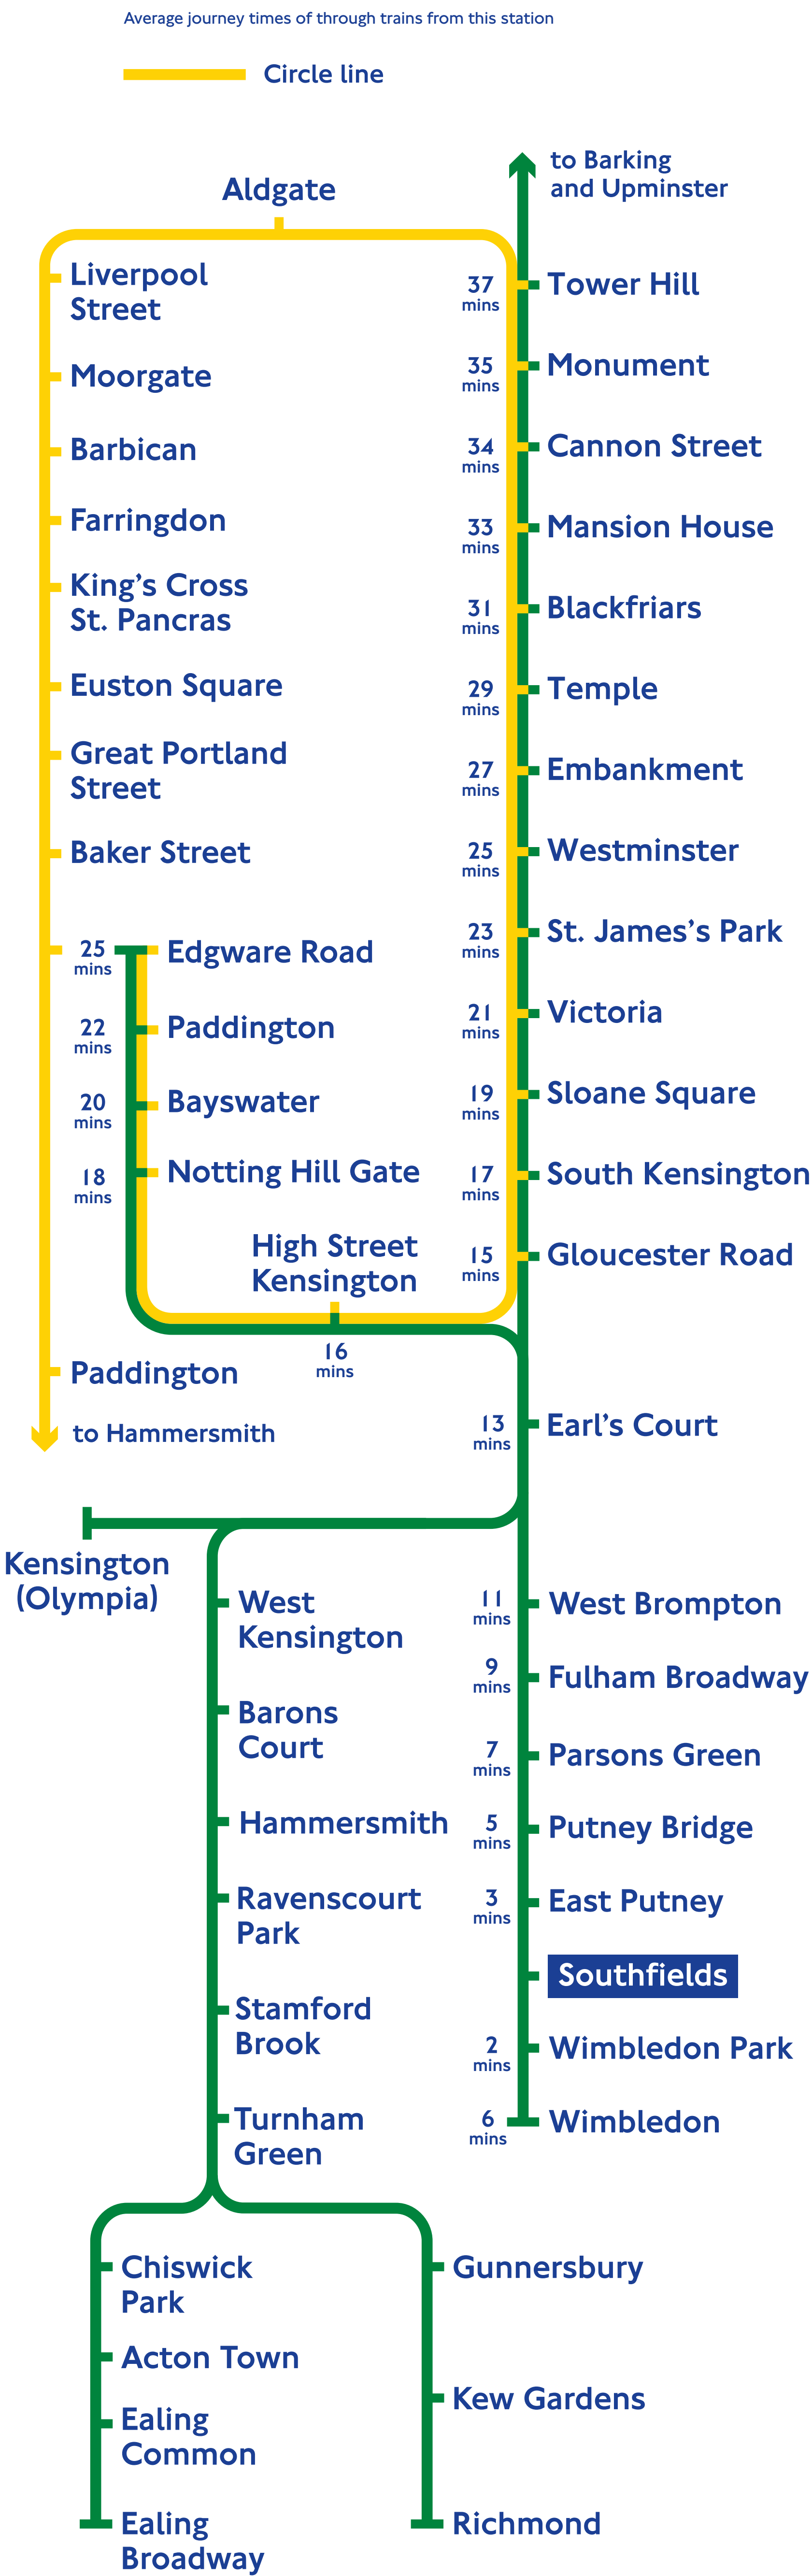 Average journey times of through trains from this station
Circle line
to Barking
and Upminster
Aldgate
Liverpool
Street
Moorgate
Barbican
Farringdon
King's Cross
St. Pancras
Euston Square
Great Portland
Street
Baker Street
25
mins
Edgware Road
22
mins
Paddington
20
mins
Bayswater
18
mins
Notting Hill Gate
High Street
Kensington
16
mins
Paddington
to Hammersmith
37
mins
Tower Hill
35
mins
Monument
34
mins
Cannon Street
33
mins
Mansion House
31
mins
Blackfriars
29
mins
Temple
27
mins
Embankment
25
mins
Westminster
23
mins
St. James's Park
21
mins
Victoria
19
mins
Sloane Square
17
mins
South Kensington
15
mins
Gloucester Road
13
mins
Earl's Court
Kensington
(Olympia)
West
Kensington
Barons
Court
Hammersmith
Ravenscourt
Park
Stamford
Brook
Turnham
Green
11
mins
West Brompton
9
mins
Fulham Broadway
7
mins
Parsons Green
5
mins
Putney Bridge
3
mins
East Putney
Southfields
2
mins
Wimbledon Park
6
mins
Wimbledon
Chiswick
Park
Acton Town
Ealing
Common
Ealing
Broadway
Gunnersbury
Kew Gardens
Richmond